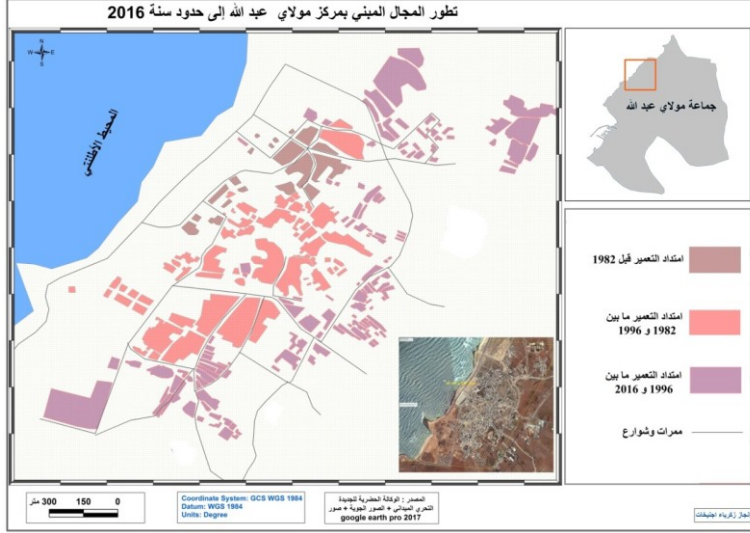 تطور المجال المبني بمركز مولاي عبد الله إلى حدود سنة 2016
N
W
E
S
المحيط الأطلنتي
جماعة مولاي عبد الله
امتداد التعمير قبل 1982
امتداد التعمير ما بين
1982 و 1996
امتداد التعمير ما بين
1996 و 2016
ممرات وشوارع
300 150 0 متر
Coordinate System: GCS WGS 1984
Datum: WGS 1984
Units: Degree
المصدر : الوكالة الحضرية للجديدة
التحري الميداني + الصور الجوية + صور
google earth pro 2017
انجاز زكرياء اجنيخات